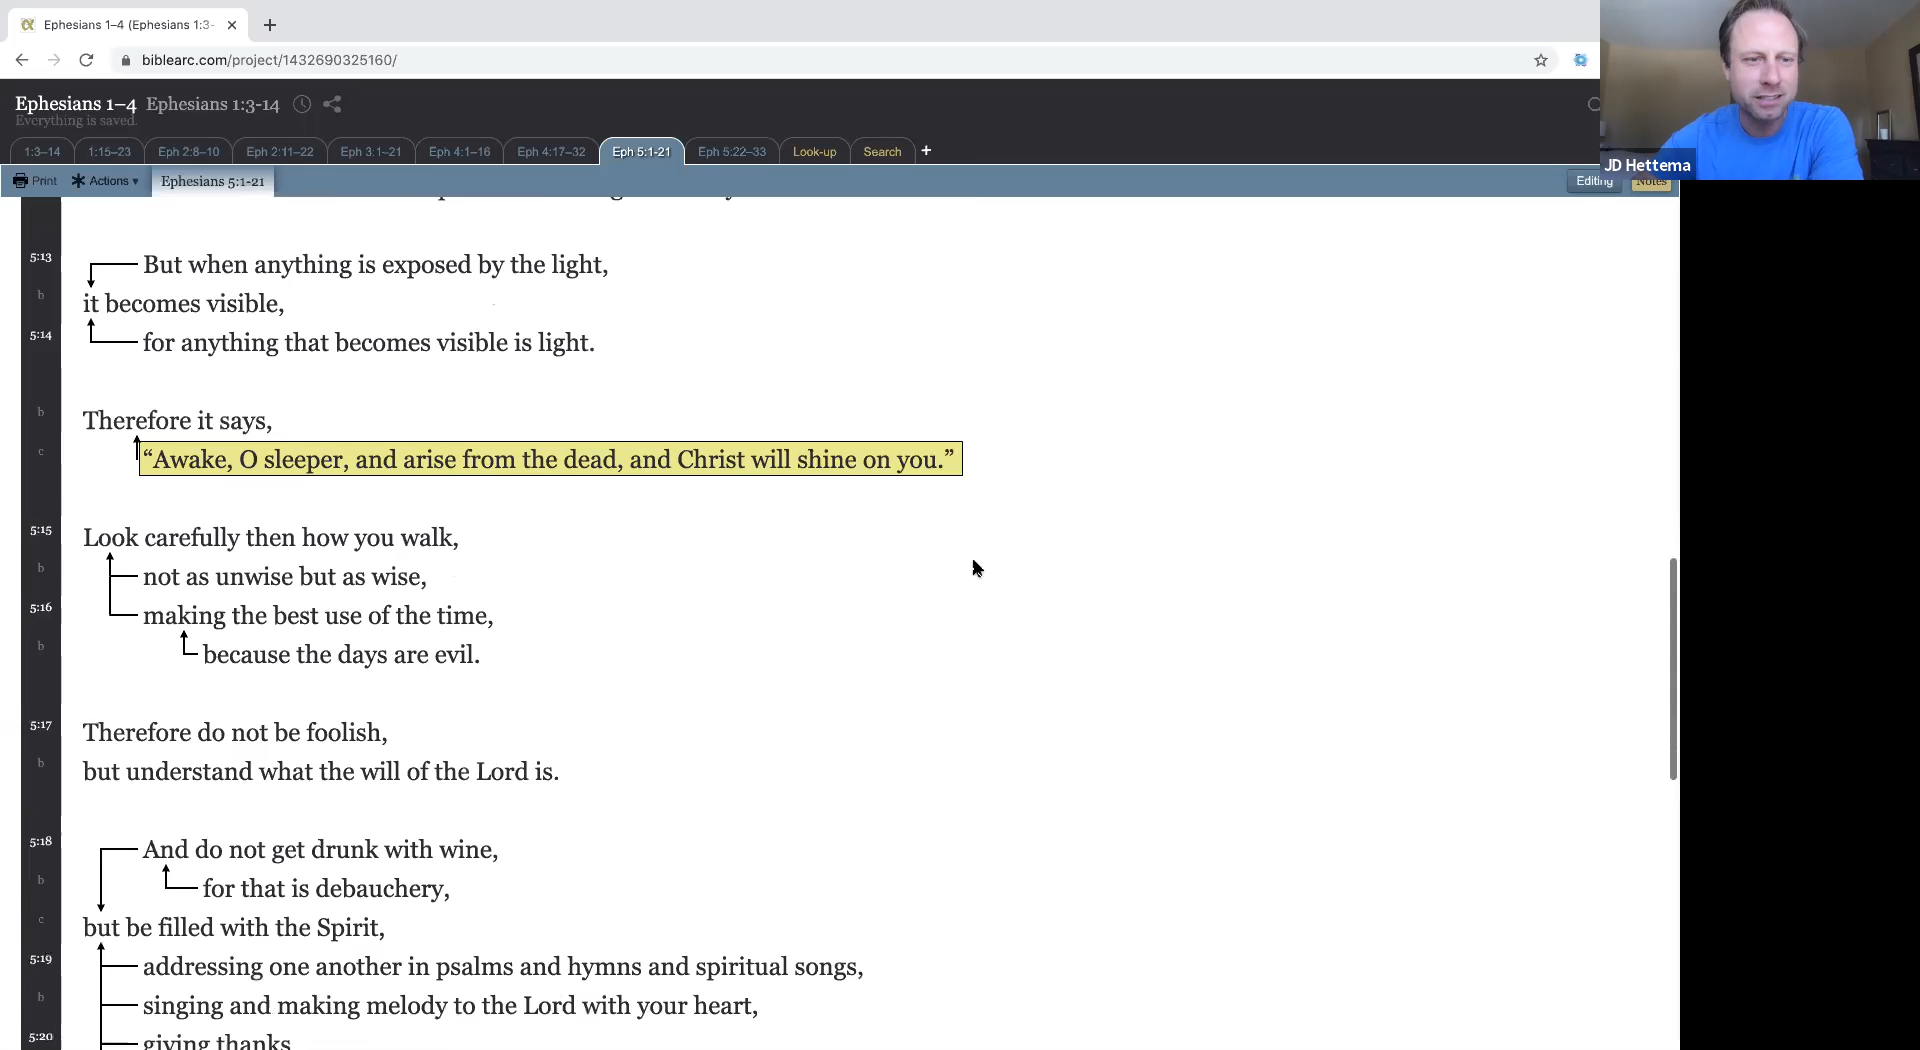 Ephesians 1–4 (Ephesians 1:3-
biblearc.com/project/1432690325160/
Ephesians 1–4 Ephesians 1:3-14
Everything is saved.
1:3–14 1:15–23 Eph 2:8–10 Eph 2:11–22 Eph 3:1–21 Eph 4:1–16 Eph 4:17–32 Eph 5:1-21 Eph 5:22–33 Look-up Search +
Print Actions Ephesians 5:1-21 Editing Notes
JD Hettema
5:13 But when anything is exposed by the light,
b it becomes visible,
5:14 for anything that becomes visible is light.
b Therefore it says,
c “Awake, O sleeper, and arise from the dead, and Christ will shine on you.”
5:15 Look carefully then how you walk,
b not as unwise but as wise,
5:16 making the best use of the time,
b because the days are evil.
5:17 Therefore do not be foolish,
b but understand what the will of the Lord is.
5:18 And do not get drunk with wine,
b for that is debauchery,
c but be filled with the Spirit,
5:19 addressing one another in psalms and hymns and spiritual songs,
b singing and making melody to the Lord with your heart,
5:20 giving thanks